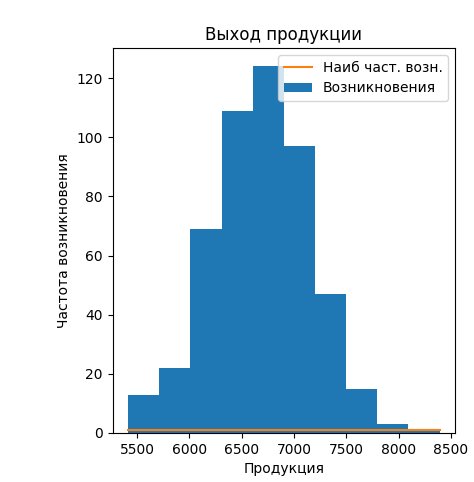 Выход продукции
Наиб част. возн.
Возникновения
Частота возникновения
120
100
80
60
40
20
0
5500 6000 6500 7000 7500 8000 8500
Продукция